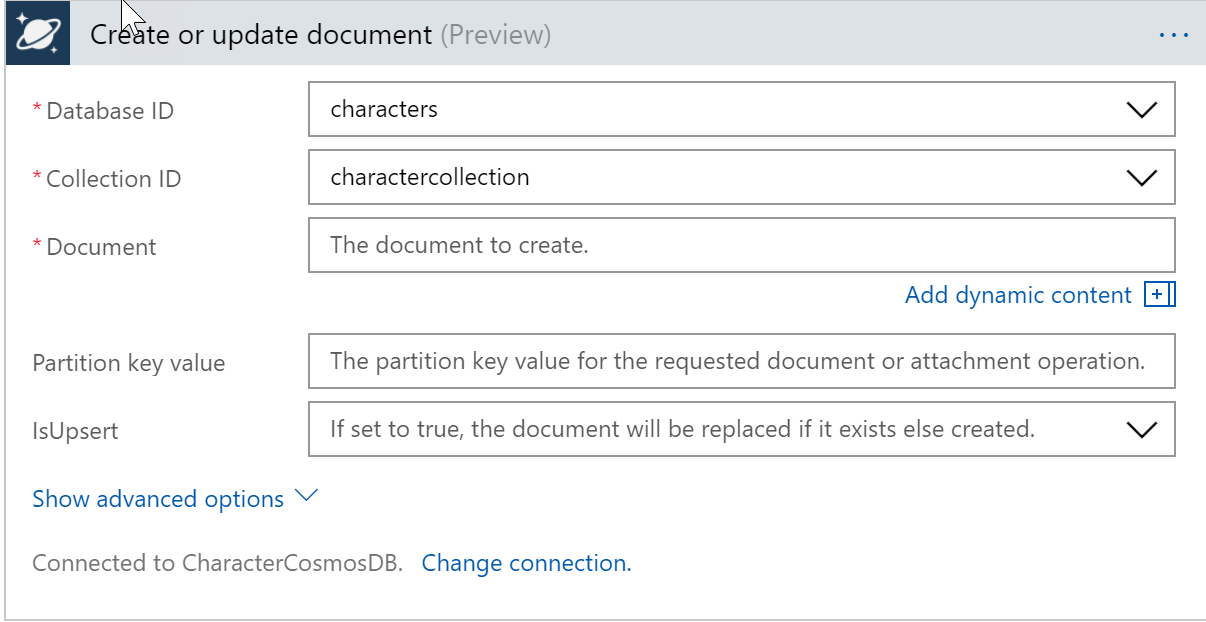 Create or update document (Preview)
* Database ID
characters
* Collection ID
charactercollection
* Document
The document to create.
Add dynamic content
Partition key value
The partition key value for the requested document or attachment operation.
IsUpsert
If set to true, the document will be replaced if it exists else created.
Show advanced options
Connected to CharacterCosmosDB. Change connection.